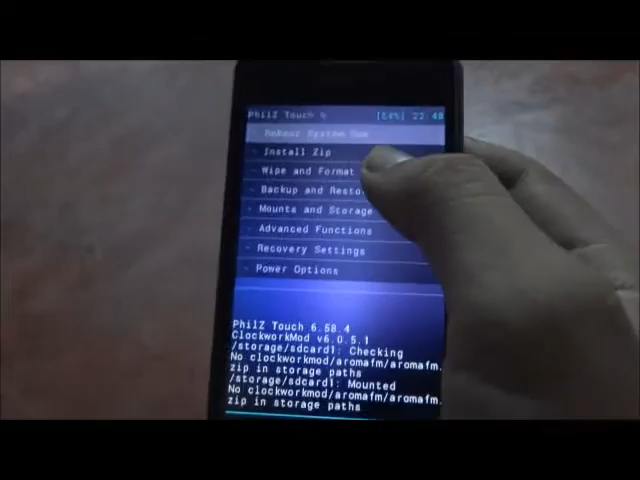 PhilZ Touch 6 [64%] 22:48
Reboot System Now
- Install Zip
- Wipe and Format
- Backup and Resto
- Mounts and Storage
- Advanced Functions
- Recovery Settings
- Power Options
PhilZ Touch 6.58.4
ClockworkMod v6.0.5.1
/storage/sdcard1: Checking
No clockworkmod/aromafm/aromafm.
zip in storage paths
/storage/sdcard1: Mounted
No clockworkmod/aromafm/aromafm.
zip in storage paths